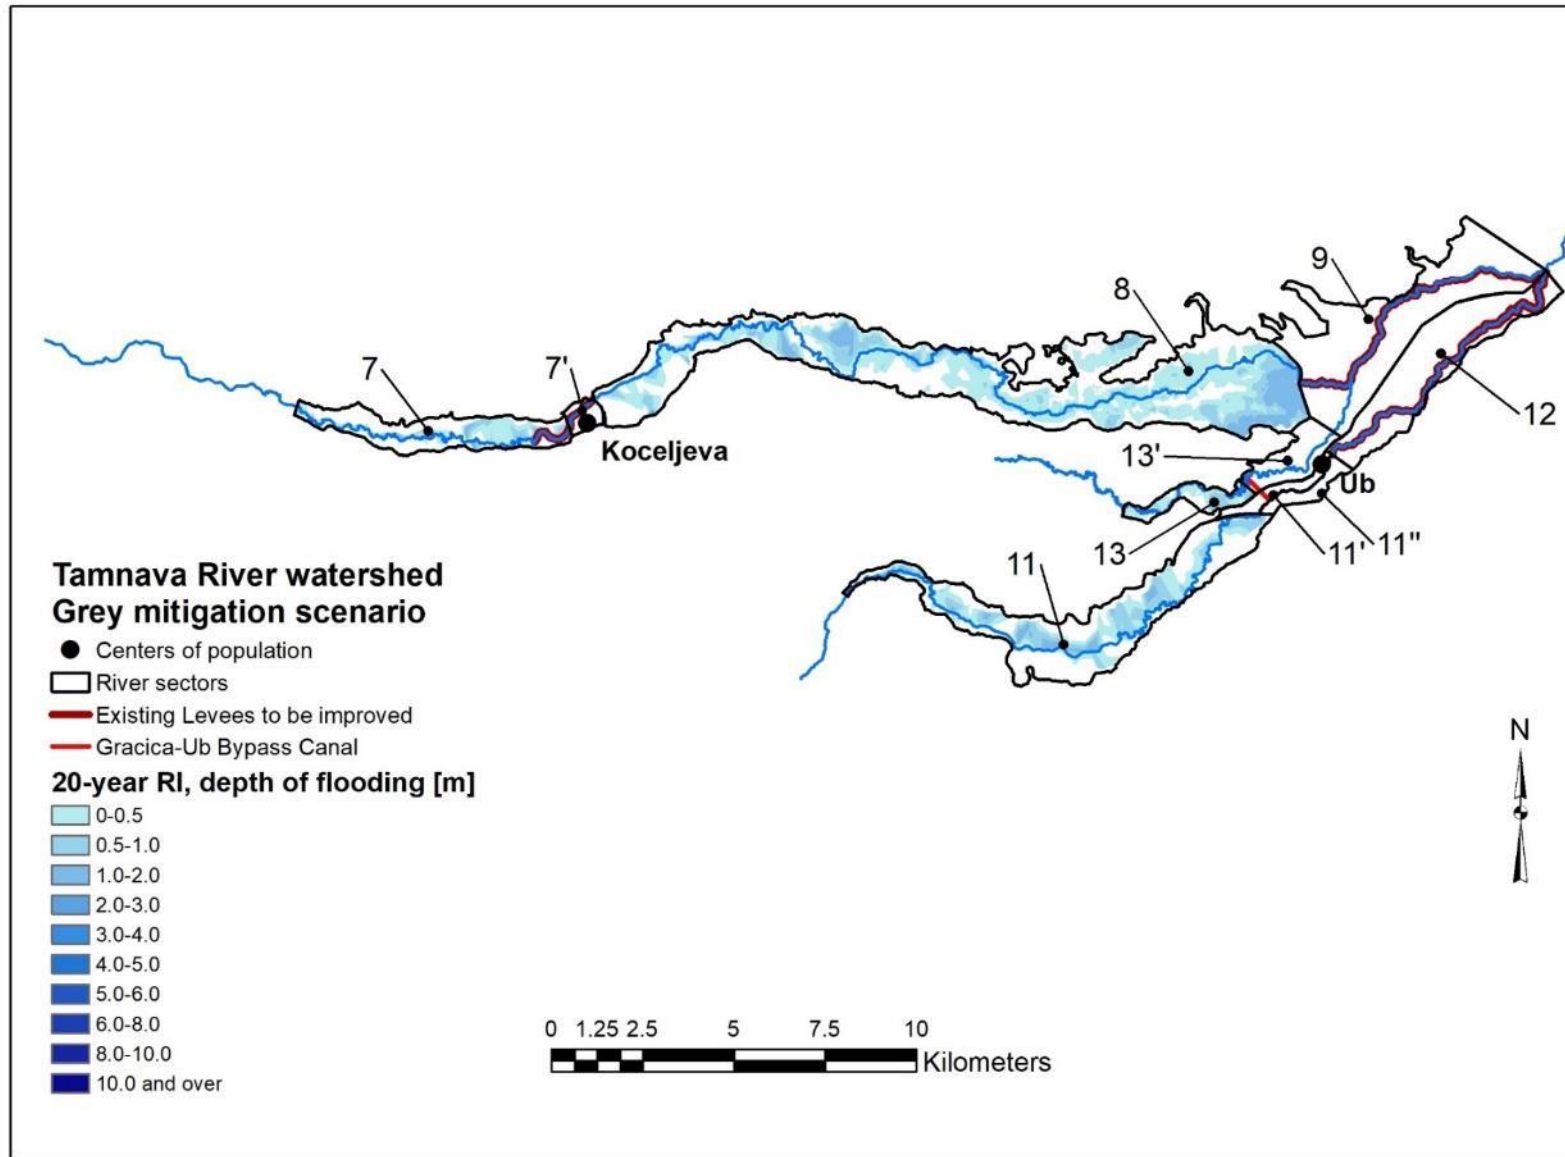 9
8
7
7'
12
Koceljeva
13'
Ub
13
11'
11"
11
Tamnava River watershed
Grey mitigation scenario
Centers of population
River sectors
Existing Levees to be improved
Gracica-Ub Bypass Canal
20-year RI, depth of flooding [m]
0-0.5
0.5-1.0
1.0-2.0
2.0-3.0
3.0-4.0
4.0-5.0
5.0-6.0
6.0-8.0
8.0-10.0
10.0 and over
N
0 1.25 2.5 5 7.5 10
Kilometers